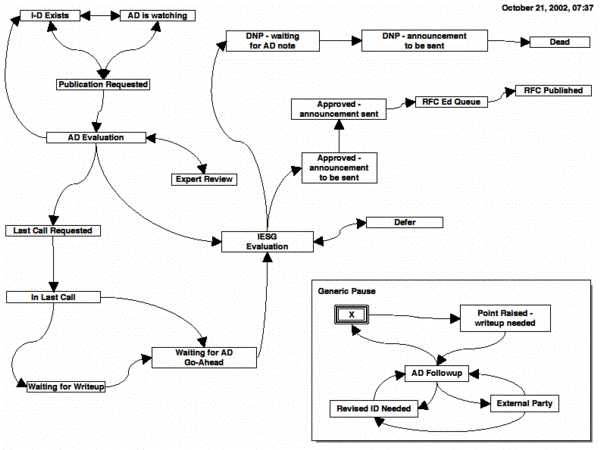 October 21, 2002, 07:37
I-D Exists
AD is watching
DNP - waiting
for AD note
DNP - announcement
to be sent
Dead
Publication Requested
RFC Published
Approved -
announcement sent
RFC Ed Queue
AD Evaluation
Approved -
announcement
to be sent
Expert Review
Defer
Last Call Requested
IESG
Evaluation
Generic Pause
In Last Call
X
Point Raised -
writeup needed
Waiting for AD
Go-Ahead
AD Followup
Waiting for Writeup
External Party
Revised ID Needed